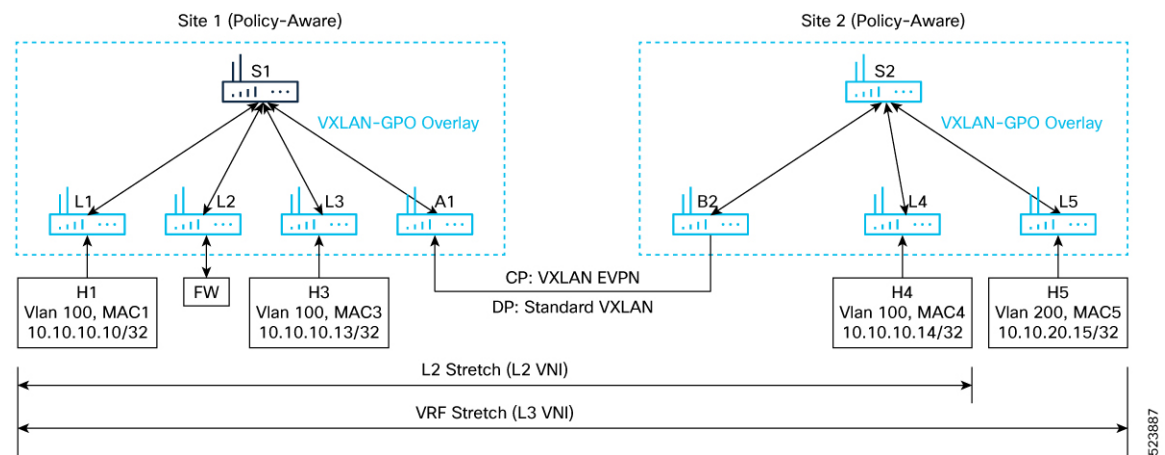 Site 1 (Policy-Aware)
Site 2 (Policy-Aware)
S1
S2
VXLAN-GPO Overlay
VXLAN-GPO Overlay
L1
L2
L3
A1
B2
L4
L5
H1
Vlan 100, MAC1
10.10.10.10/32
FW
H3
Vlan 100, MAC3
10.10.10.13/32
CP: VXLAN EVPN
DP: Standard VXLAN
H4
Vlan 100, MAC4
10.10.10.14/32
H5
Vlan 200, MAC5
10.10.20.15/32
L2 Stretch (L2 VNI)
VRF Stretch (L3 VNI)
523887